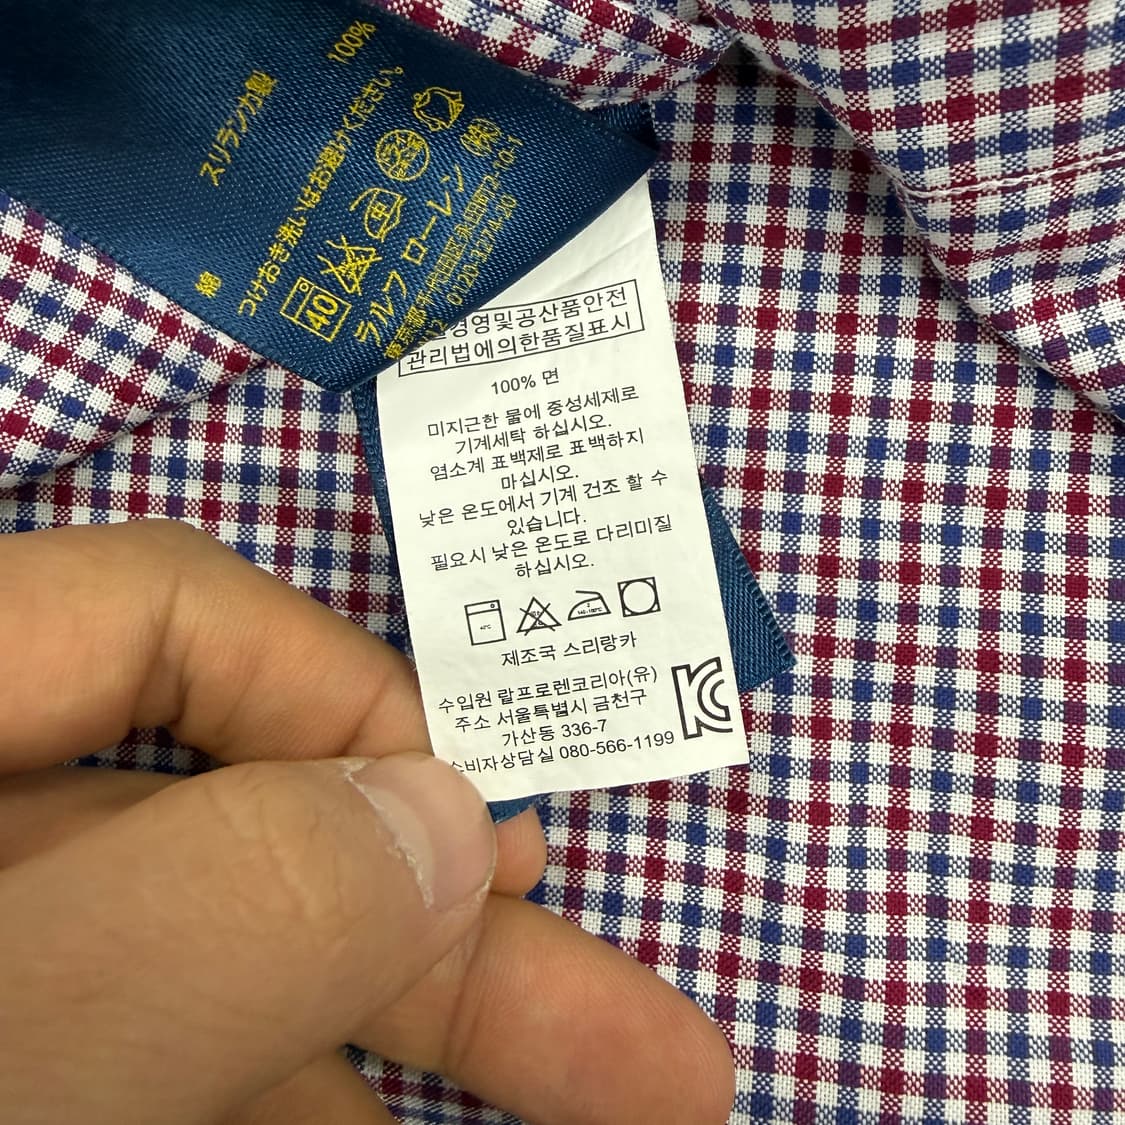 スリランカ製
綿 100%
つけおき洗いはお避けください。
40
ラルフ ローレン (株)
0120-3274-20
경영및공산품안전
관리법에의한품질표시
100% 면
미지근한 물에 중성세제로
기계세탁 하십시오.
염소계 표백제로 표백하지
마십시오.
낮은 온도에서 기계 건조 할 수
있습니다.
필요시 낮은 온도로 다리미질
하십시오.
제조국 스리랑카
수입원 랄프로렌코리아(유)
주소 서울특별시 금천구
가산동 336-7
소비자상담실 080-566-1199